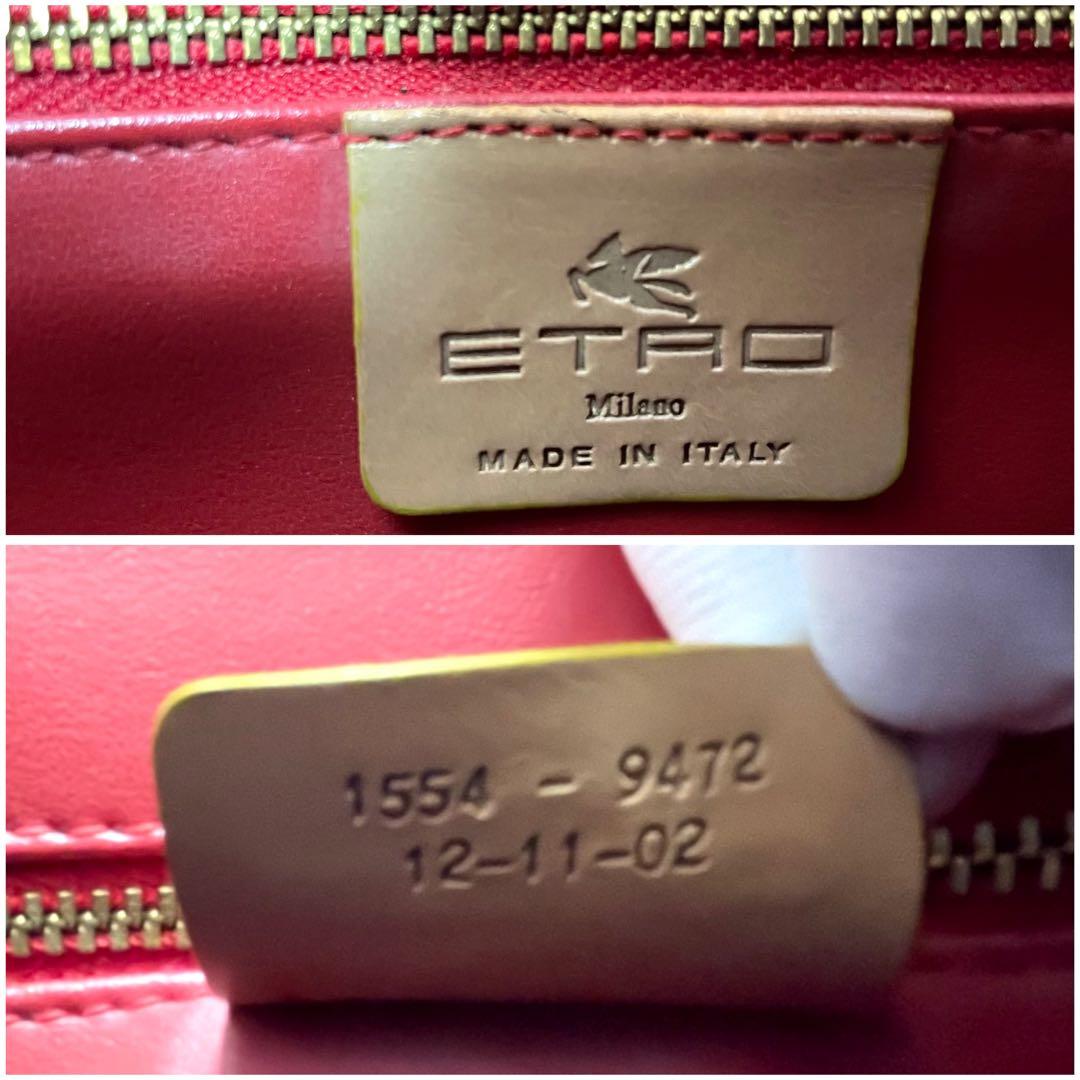 ETRO
Milano
MADE IN ITALY
1554 - 9472
12-11-02